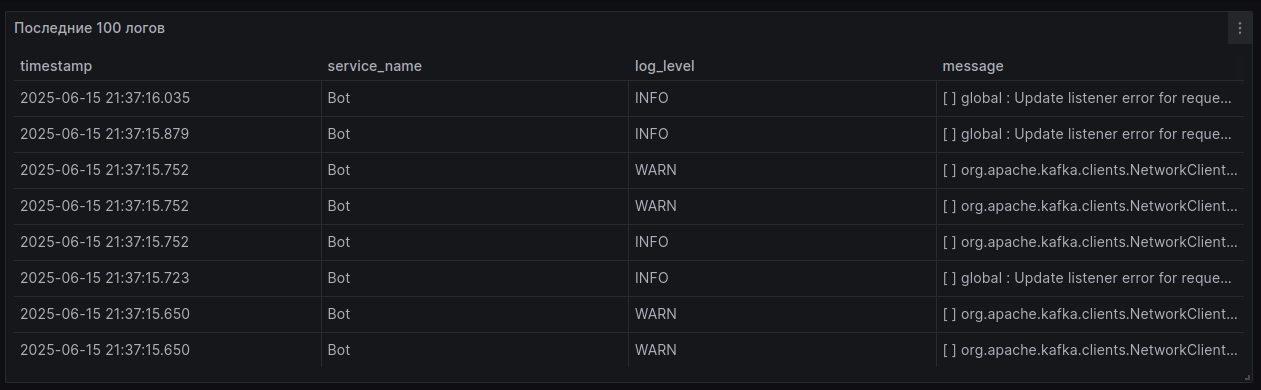 Последние 100 логов
timestamp service_name log_level message
2025-06-15 21:37:16.035 Bot INFO [ ] global : Update listener error for reque...
2025-06-15 21:37:15.879 Bot INFO [ ] global : Update listener error for reque...
2025-06-15 21:37:15.752 Bot WARN [ ] org.apache.kafka.clients.NetworkClient...
2025-06-15 21:37:15.752 Bot WARN [ ] org.apache.kafka.clients.NetworkClient...
2025-06-15 21:37:15.752 Bot INFO [ ] org.apache.kafka.clients.NetworkClient...
2025-06-15 21:37:15.723 Bot INFO [ ] global : Update listener error for reque...
2025-06-15 21:37:15.650 Bot WARN [ ] org.apache.kafka.clients.NetworkClient...
2025-06-15 21:37:15.650 Bot WARN [ ] org.apache.kafka.clients.NetworkClient...